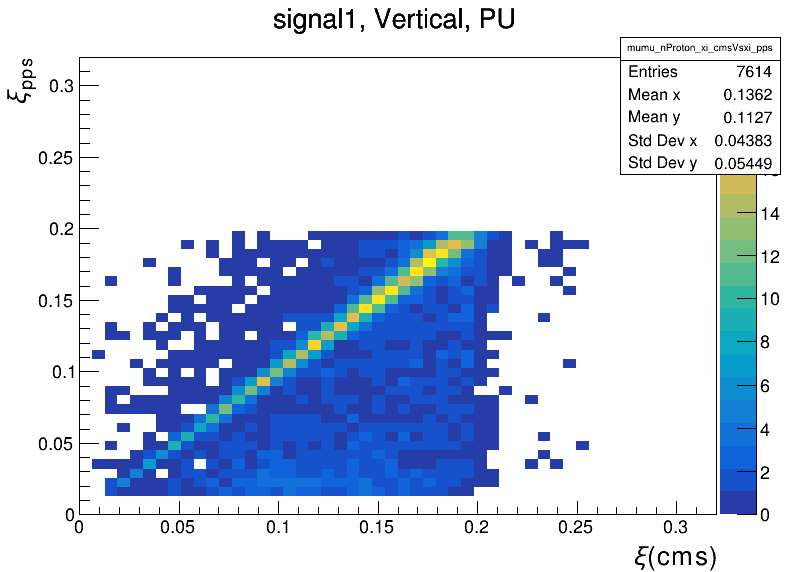 signal1, Vertical, PU
mumu_nProton_xi_cmsVsxi_pps
Entries 7614
Mean x 0.1362
Mean y 0.1127
Std Dev x 0.04383
Std Dev y 0.05449
ξpps
0.3
0.25
0.2
0.15
0.1
0.05
0
14
12
10
8
6
4
2
0
0 0.05 0.1 0.15 0.2 0.25 0.3
ξ(cms)